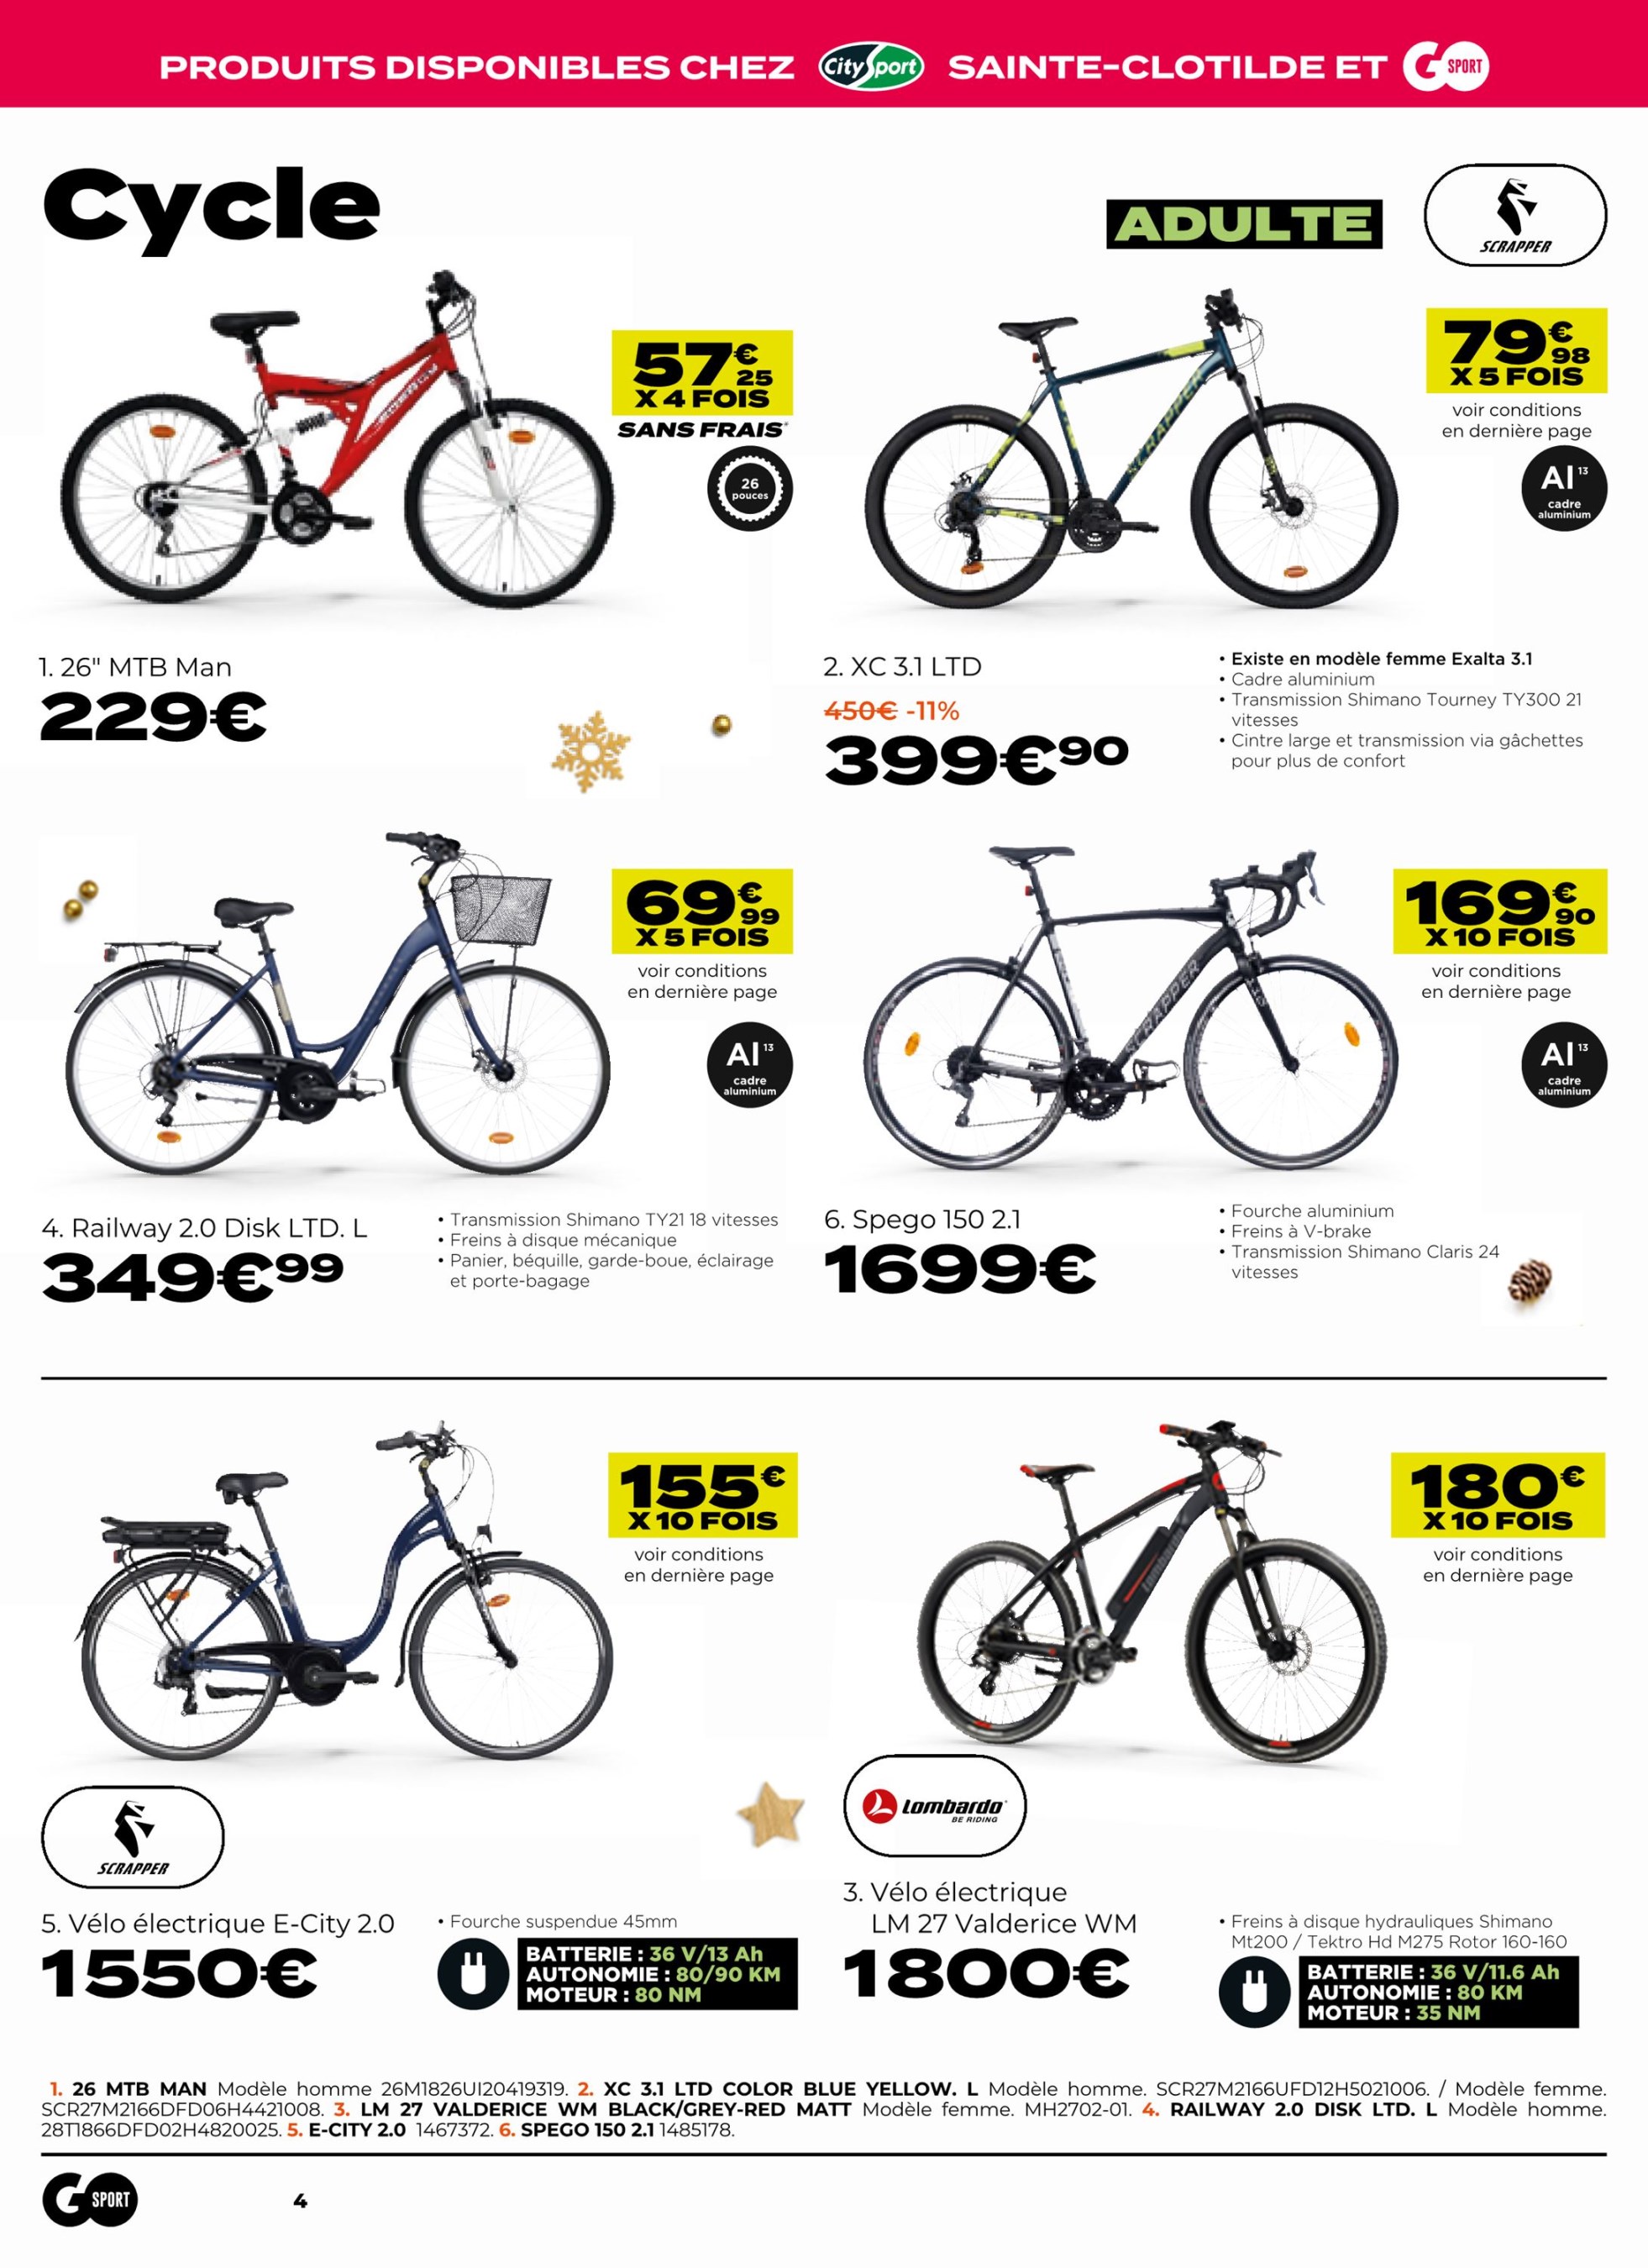 PRODUITS DISPONIBLES CHEZ City Sport SAINTE-CLOTILDE ET GO SPORT
Cycle
ADULTE
SCRAPPER
57€25
X 4 FOIS
SANS FRAIS*
26
pouces
1. 26" MTB Man
229€
SCRAPPER
79€98
X 5 FOIS
voir conditions
en dernière page
Al 13
cadre
aluminium
2. XC 3.1 LTD
450€ -11%
399€90
• Existe en modèle femme Exalta 3.1
• Cadre aluminium
• Transmission Shimano Tourney TY300 21
vitesses
• Cintre large et transmission via gâchettes
pour plus de confort
69€99
X 5 FOIS
voir conditions
en dernière page
Al 13
cadre
aluminium
4. Railway 2.0 Disk LTD. L
349€99
• Transmission Shimano TY21 18 vitesses
• Freins à disque mécanique
• Panier, béquille, garde-boue, éclairage
et porte-bagage
SCRAPPER
169€90
X 10 FOIS
voir conditions
en dernière page
Al 13
cadre
aluminium
6. Spego 150 2.1
1699€
• Fourche aluminium
• Freins à V-brake
• Transmission Shimano Claris 24
vitesses
155€
X 10 FOIS
voir conditions
en dernière page
SCRAPPER
5. Vélo électrique E-City 2.0
1550€
• Fourche suspendue 45mm
BATTERIE : 36 V/13 Ah
AUTONOMIE : 80/90 KM
MOTEUR : 80 NM
180€
X 10 FOIS
voir conditions
en dernière page
Lombardo
BE RIDING
3. Vélo électrique
LM 27 Valderice WM
1800€
• Freins à disque hydrauliques Shimano
Mt200 / Tektro Hd M275 Rotor 160-160
BATTERIE : 36 V/11.6 Ah
AUTONOMIE : 80 KM
MOTEUR : 35 NM
1. 26 MTB MAN Modèle homme 26M1826UI20419319. 2. XC 3.1 LTD COLOR BLUE YELLOW. L Modèle homme. SCR27M2166UFD12H5021006. / Modèle femme.
SCR27M2166DFD06H4421008. 3. LM 27 VALDERICE WM BLACK/GREY-RED MATT Modèle femme. MH2702-01. 4. RAILWAY 2.0 DISK LTD. L Modèle homme.
28T1866DFD02H4820025. 5. E-CITY 2.0 1467372. 6. SPEGO 150 2.1 1485178.
GO SPORT
4